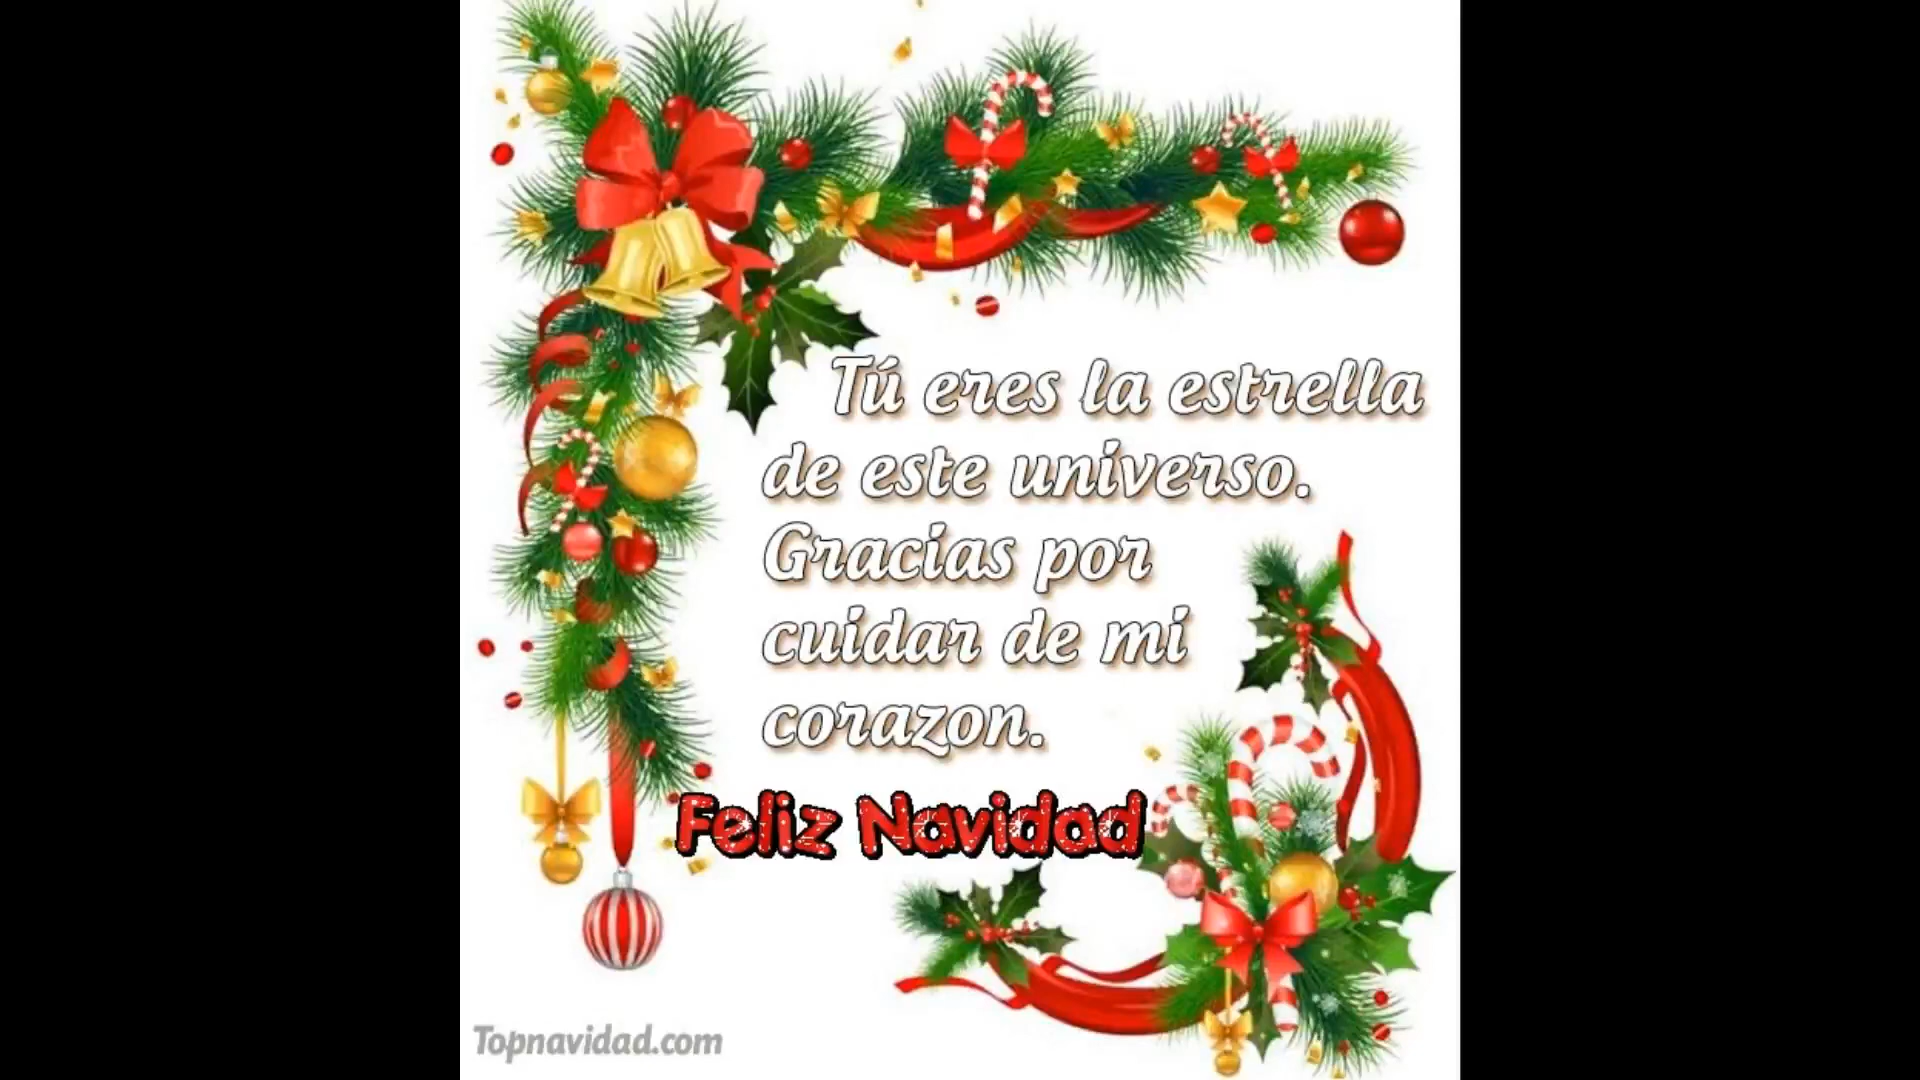 Tú eres la estrella
de este universo.
Gracias por
cuidar de mi
corazon.
Feliz Navidad
Topnavidad.com